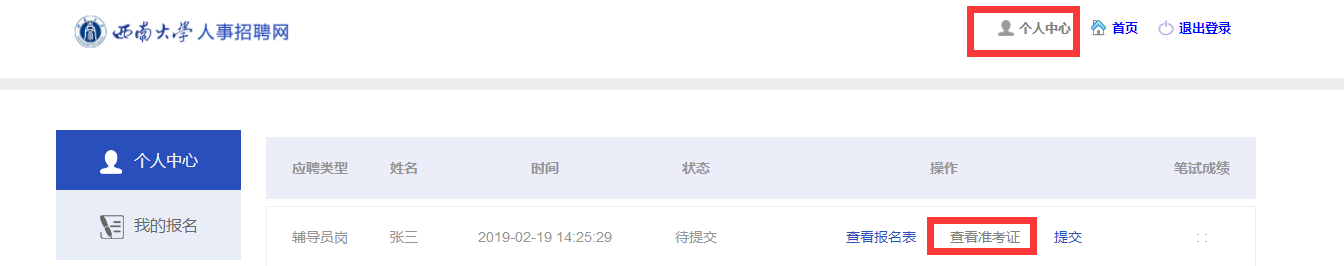 西南大学人事招聘网 个人中心 首页 退出登录
个人中心
应聘类型 姓名 时间 状态 操作 笔试成绩
我的报名
辅导员岗 张三 2019-02-19 14:25:29 待提交 查看报名表 查看准考证 提交 : :